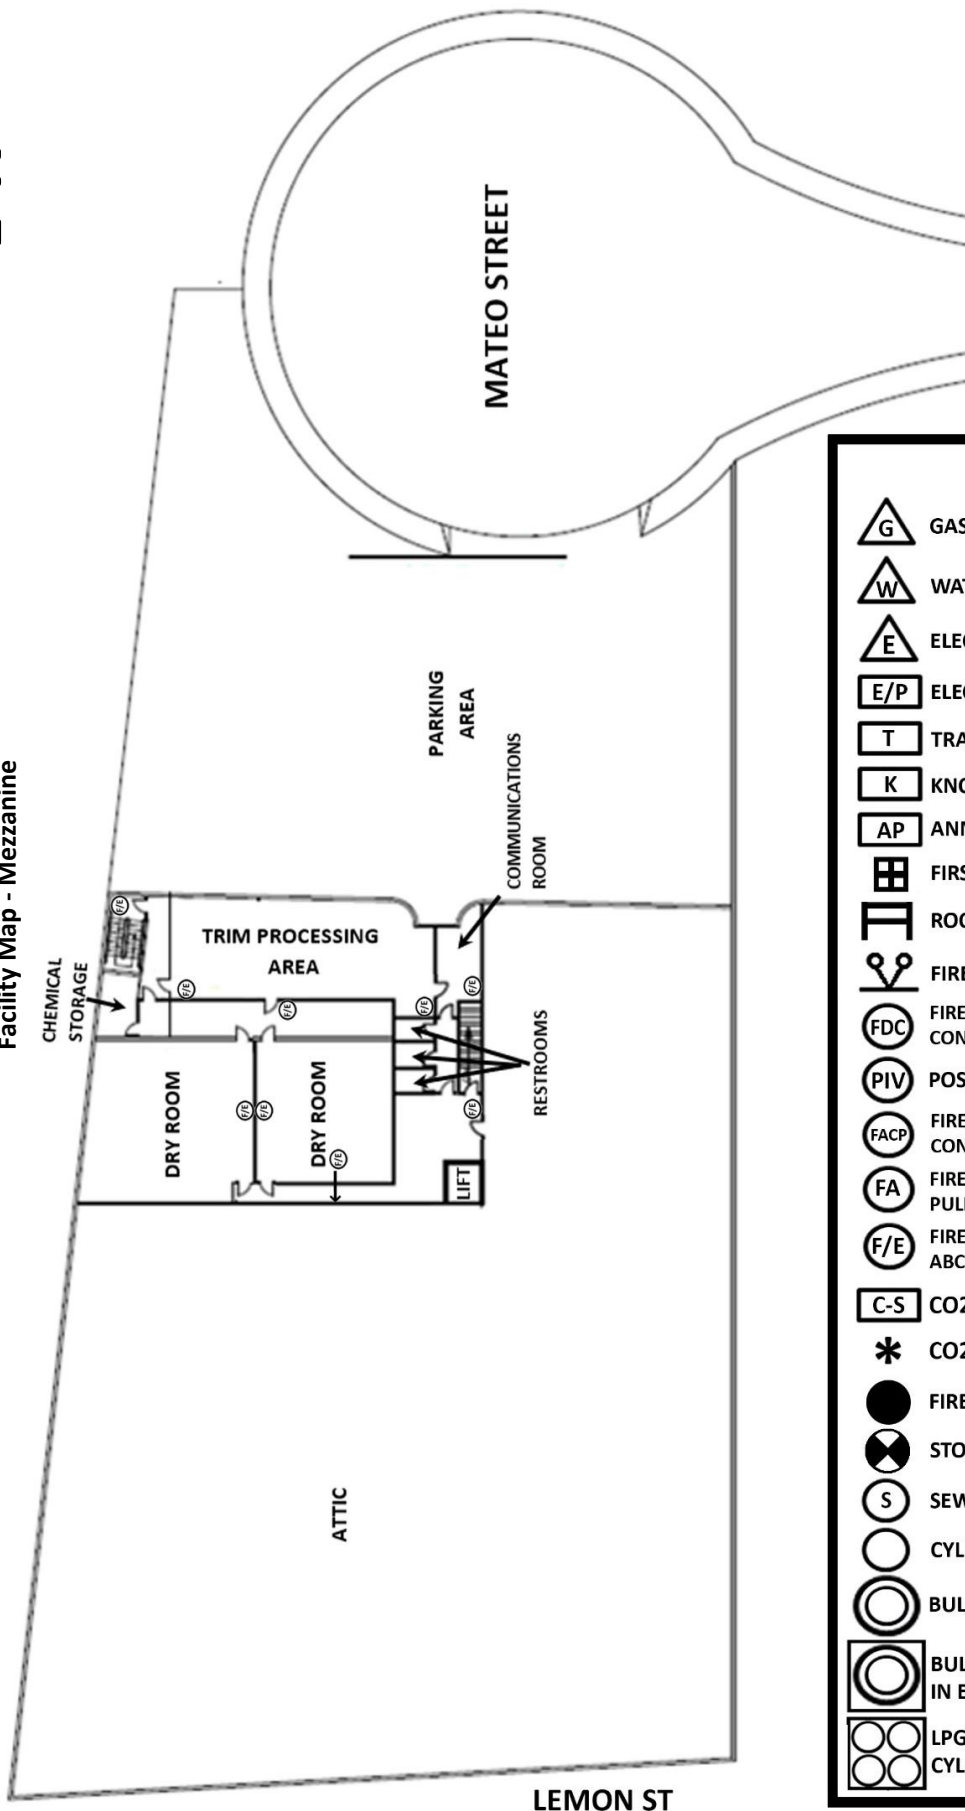 Facility Map - Mezzanine
MATEO STREET
PARKING
AREA
COMMUNICATIONS
ROOM
CHEMICAL
STORAGE
F/E
TRIM PROCESSING
AREA
F/E
F/E
F/E
F/E
RESTROOMS
DRY ROOM
F/E
F/E
DRY ROOM
F/E
F/E
LIFT
ATTIC
LEMON ST
G GAS
W WAT
E ELEC
E/P ELEC
T TRA
K KNO
AP ANN
FIRS
ROO
FIRE
FDC FIRE
CON
PIV POS
FACP FIRE
CON
FA FIRE
PUL
F/E FIRE
ABC
C-S CO2
* CO2
FIRE
STO
S SEW
CYL
BUL
BUL
IN E
LPG
CYL